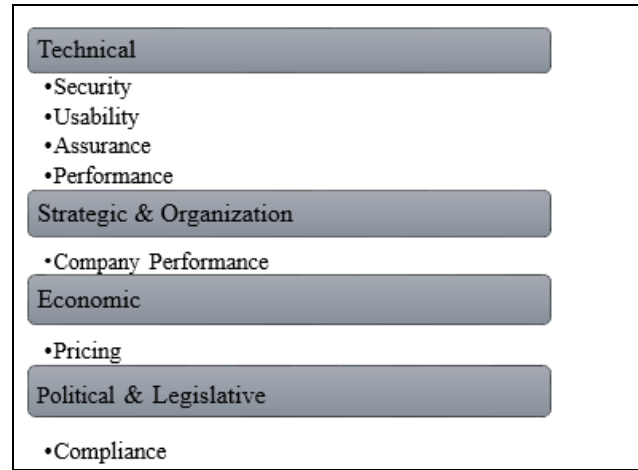 Technical
•Security
•Usability
•Assurance
•Performance
Strategic & Organization
•Company Performance
Economic
•Pricing
Political & Legislative
•Compliance